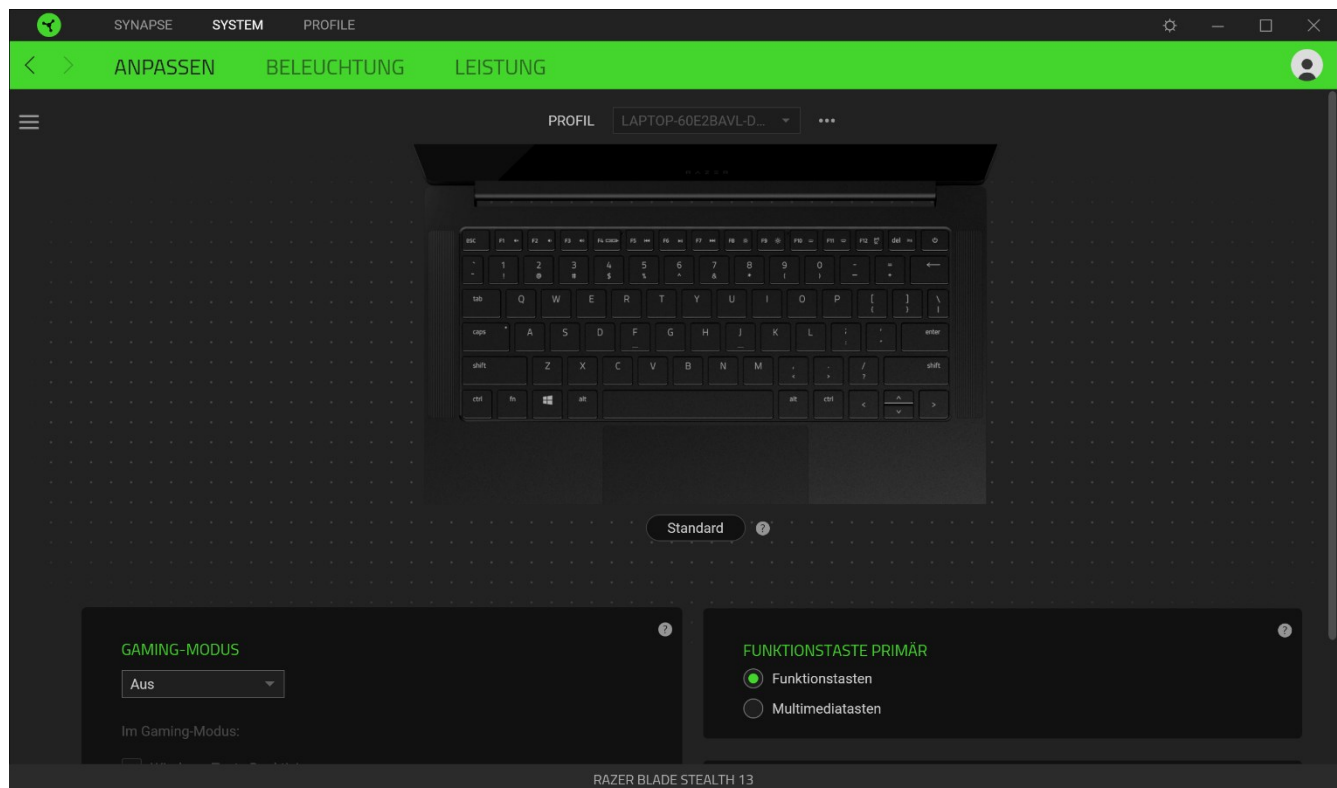 SYNAPSE SYSTEM PROFILE
ANPASSEN BELEUCHTUNG LEISTUNG
PROFIL LAPTOP-60E2BAVL-D...
esc F1 F2 F3 F4 F5 F6 F7 F8 F9 F10 F11 F12 del
1 2 3 4 5 6 7 8 9 0
tab Q W E R T Y U I O P [ ] \
caps A S D F G H J K L ; ' enter
shift Z X C V B N M , . / shift
ctrl fn alt alt ctrl < ^ >
Standard
GAMING-MODUS
Aus
Im Gaming-Modus:
FUNKTIONSTASTE PRIMÄR
Funktionstasten
Multimediatasten
RAZER BLADE STEALTH 13